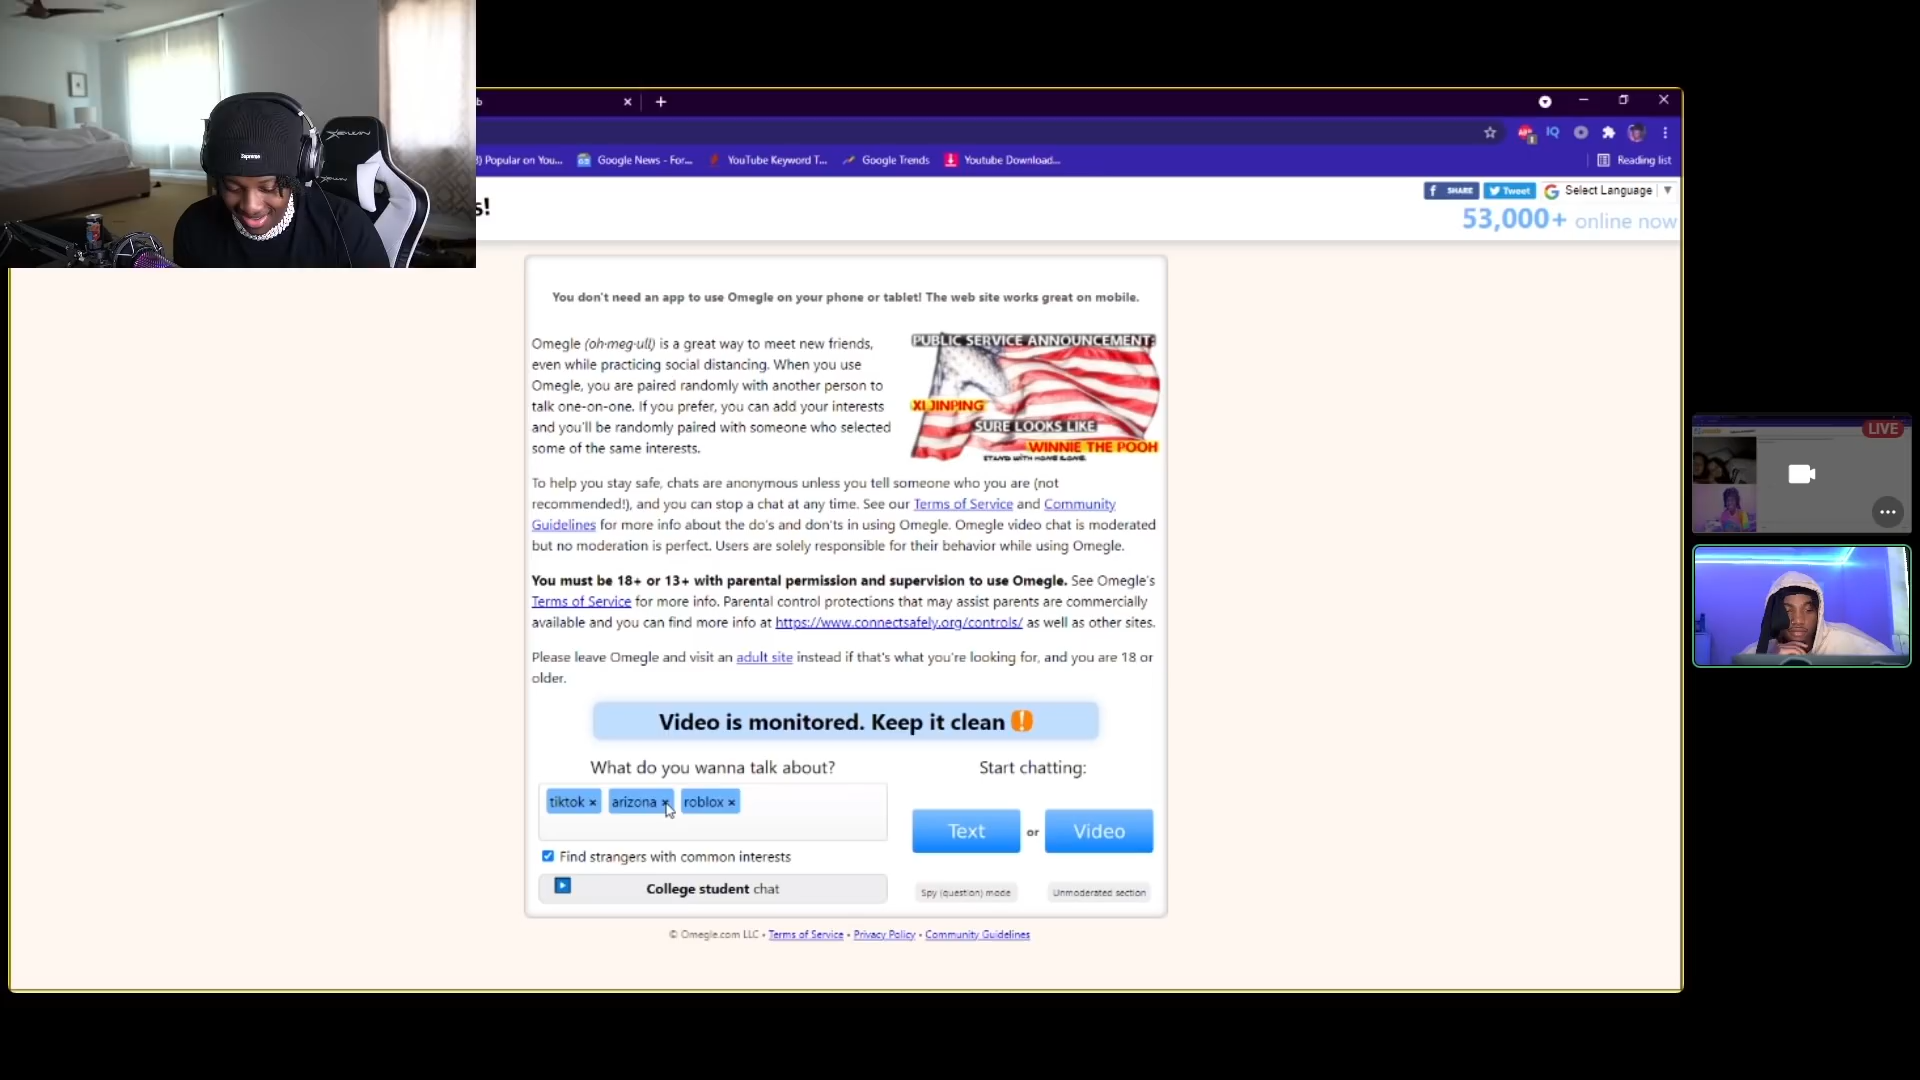 b
) Popular on You...
Google News - For...
YouTube Keyword T...
Google Trends
Youtube Download...
Reading list
s!
SHARE
Tweet
Select Language
53,000+ online now
You don't need an app to use Omegle on your phone or tablet! The web site works great on mobile.
Omegle (oh·meg·ull) is a great way to meet new friends,
even while practicing social distancing. When you use
Omegle, you are paired randomly with another person to
talk one-on-one. If you prefer, you can add your interests
and you'll be randomly paired with someone who selected
some of the same interests.
PUBLIC SERVICE ANNOUNCEMENT:
XI JINPING
SURE LOOKS LIKE
WINNIE THE POOH
STAND WITH HONG KONG.
To help you stay safe, chats are anonymous unless you tell someone who you are (not
recommended!), and you can stop a chat at any time. See our Terms of Service and Community
Guidelines for more info about the do's and don'ts in using Omegle. Omegle video chat is moderated
but no moderation is perfect. Users are solely responsible for their behavior while using Omegle.
You must be 18+ or 13+ with parental permission and supervision to use Omegle. See Omegle's
Terms of Service for more info. Parental control protections that may assist parents are commercially
available and you can find more info at https://www.connectsafely.org/controls/ as well as other sites.
Please leave Omegle and visit an adult site instead if that's what you're looking for, and you are 18 or
older.
Video is monitored. Keep it clean
What do you wanna talk about?
Start chatting:
tiktok × arizona × roblox ×
Text or Video
Find strangers with common interests
College student chat
Spy (question) mode
Unmoderated section
© Omegle.com LLC • Terms of Service • Privacy Policy • Community Guidelines
LIVE
Supreme
IQ